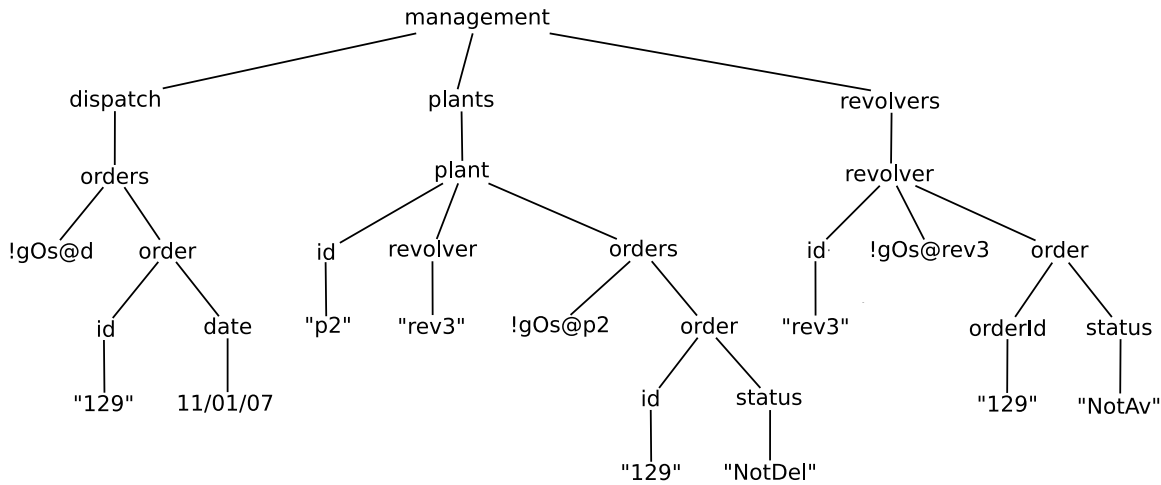 management
dispatch plants revolvers
orders plant revolver
!gOs@d order id revolver orders id !gOs@rev3 order
id date "p2" "rev3" !gOs@p2 order "rev3" orderId status
"129" 11/01/07 id status "129" "NotAv"
"129" "NotDel"